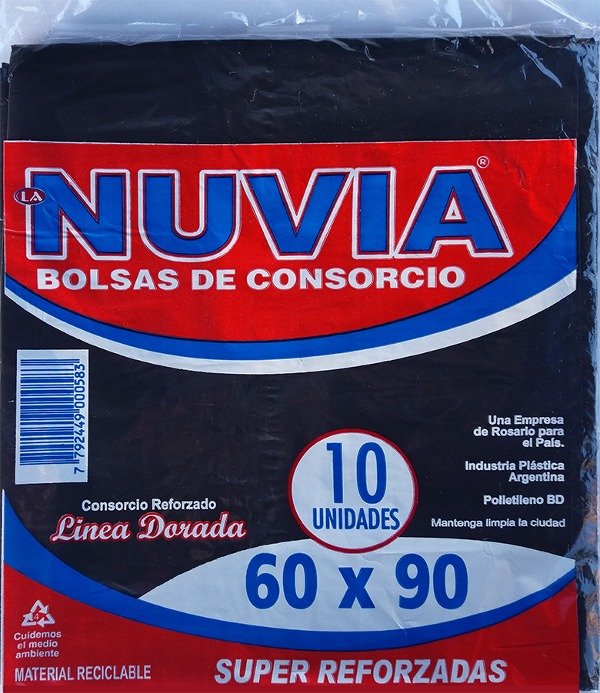 LA
NUVIA®
BOLSAS DE CONSORCIO
7 792449 000583
Una Empresa
de Rosario para
el País.
Industria Plástica
Argentina
Polietileno BD
Mantenga limpia la ciudad
10
UNIDADES
Consorcio Reforzado
Linea Dorada
60 x 90
4
Cuidemos
el medio
ambiente
MATERIAL RECICLABLE
SUPER REFORZADAS